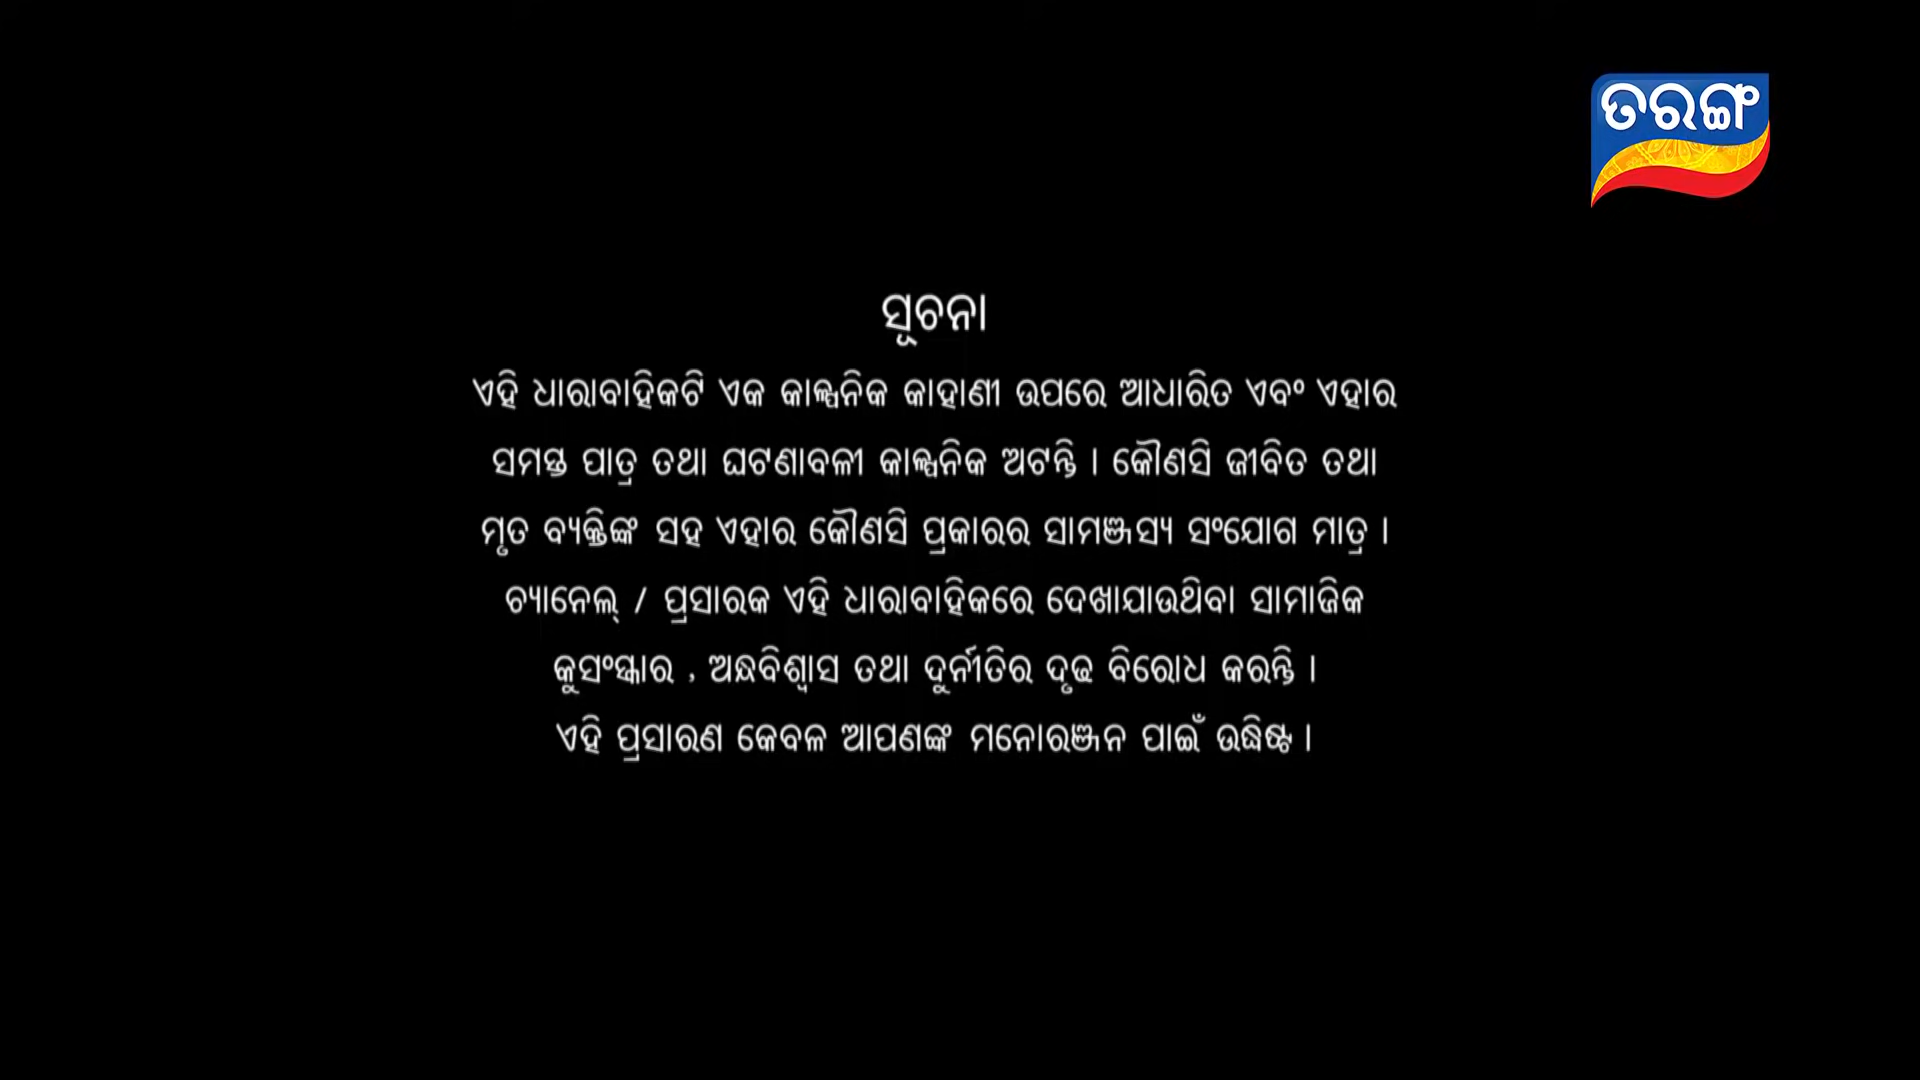 ତରଙ୍ଗ
ସୂଚନା
ଏହି ଧାରାବାହିକଟି ଏକ କାଳ୍ପନିକ କାହାଣୀ ଉପରେ ଆଧାରିତ ଏବଂ ଏହାର
ସମସ୍ତ ପାତ୍ର ତଥା ଘଟଣାବଳୀ କାଳ୍ପନିକ ଅଟନ୍ତି । କୌଣସି ଜୀବିତ ତଥା
ମୃତ ବ୍ୟକ୍ତିଙ୍କ ସହ ଏହାର କୌଣସି ପ୍ରକାରର ସାମଞ୍ଜସ୍ୟ ସଂଯୋଗ ମାତ୍ର ।
ଚ୍ୟାନେଲ୍ / ପ୍ରସାରକ ଏହି ଧାରାବାହିକରେ ଦେଖାଯାଉଥିବା ସାମାଜିକ
କୁସଂସ୍କାର , ଅନ୍ଧବିଶ୍ୱାସ ତଥା ଦୁର୍ନୀତିର ଦୃଢ ବିରୋଧ କରନ୍ତି ।
ଏହି ପ୍ରସାରଣ କେବଳ ଆପଣଙ୍କ ମନୋରଞ୍ଜନ ପାଇଁ ଉଦ୍ଧିଷ୍ଟ ।